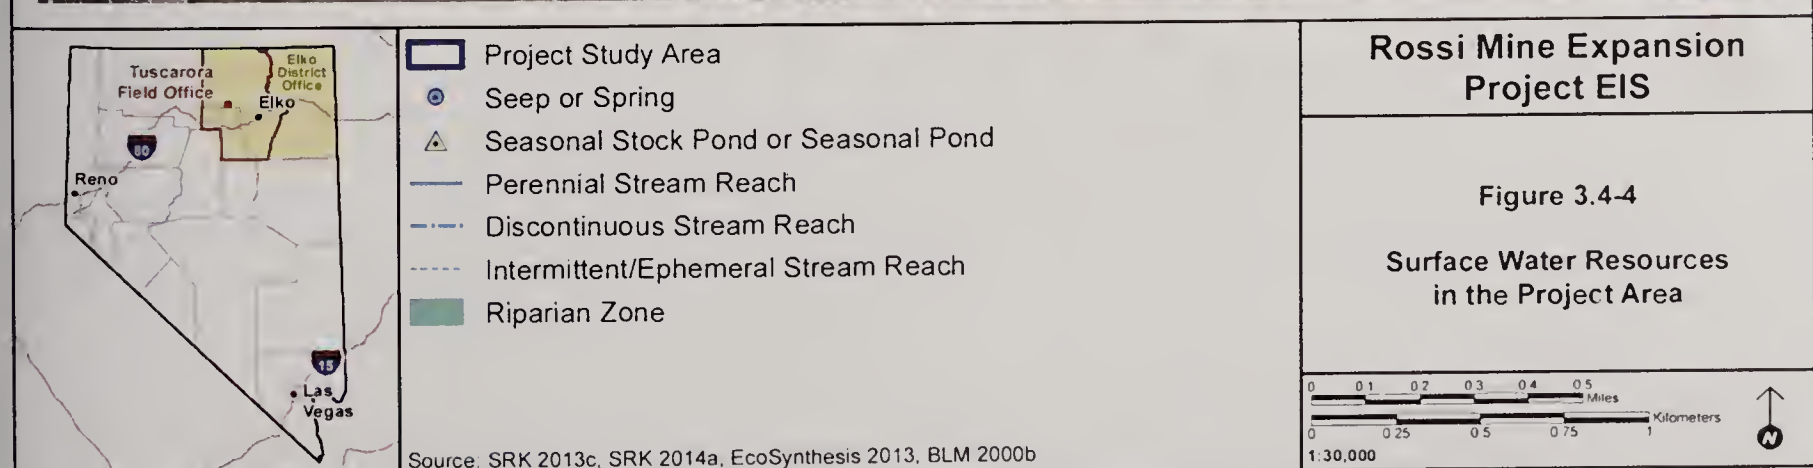 Elko
District
Office
Tuscarora
Field Office
Elko
80
Reno
15
Las
Vegas
Project Study Area
Seep or Spring
Seasonal Stock Pond or Seasonal Pond
Perennial Stream Reach
Discontinuous Stream Reach
Intermittent/Ephemeral Stream Reach
Riparian Zone
Source: SRK 2013c, SRK 2014a, EcoSynthesis 2013, BLM 2000b
Rossi Mine Expansion
Project EIS
Figure 3.4-4
Surface Water Resources
in the Project Area
0 0.1 0.2 0.3 0.4 0.5
Miles
Kilometers
0 0.25 0.5 0.75 1
1:30,000
N